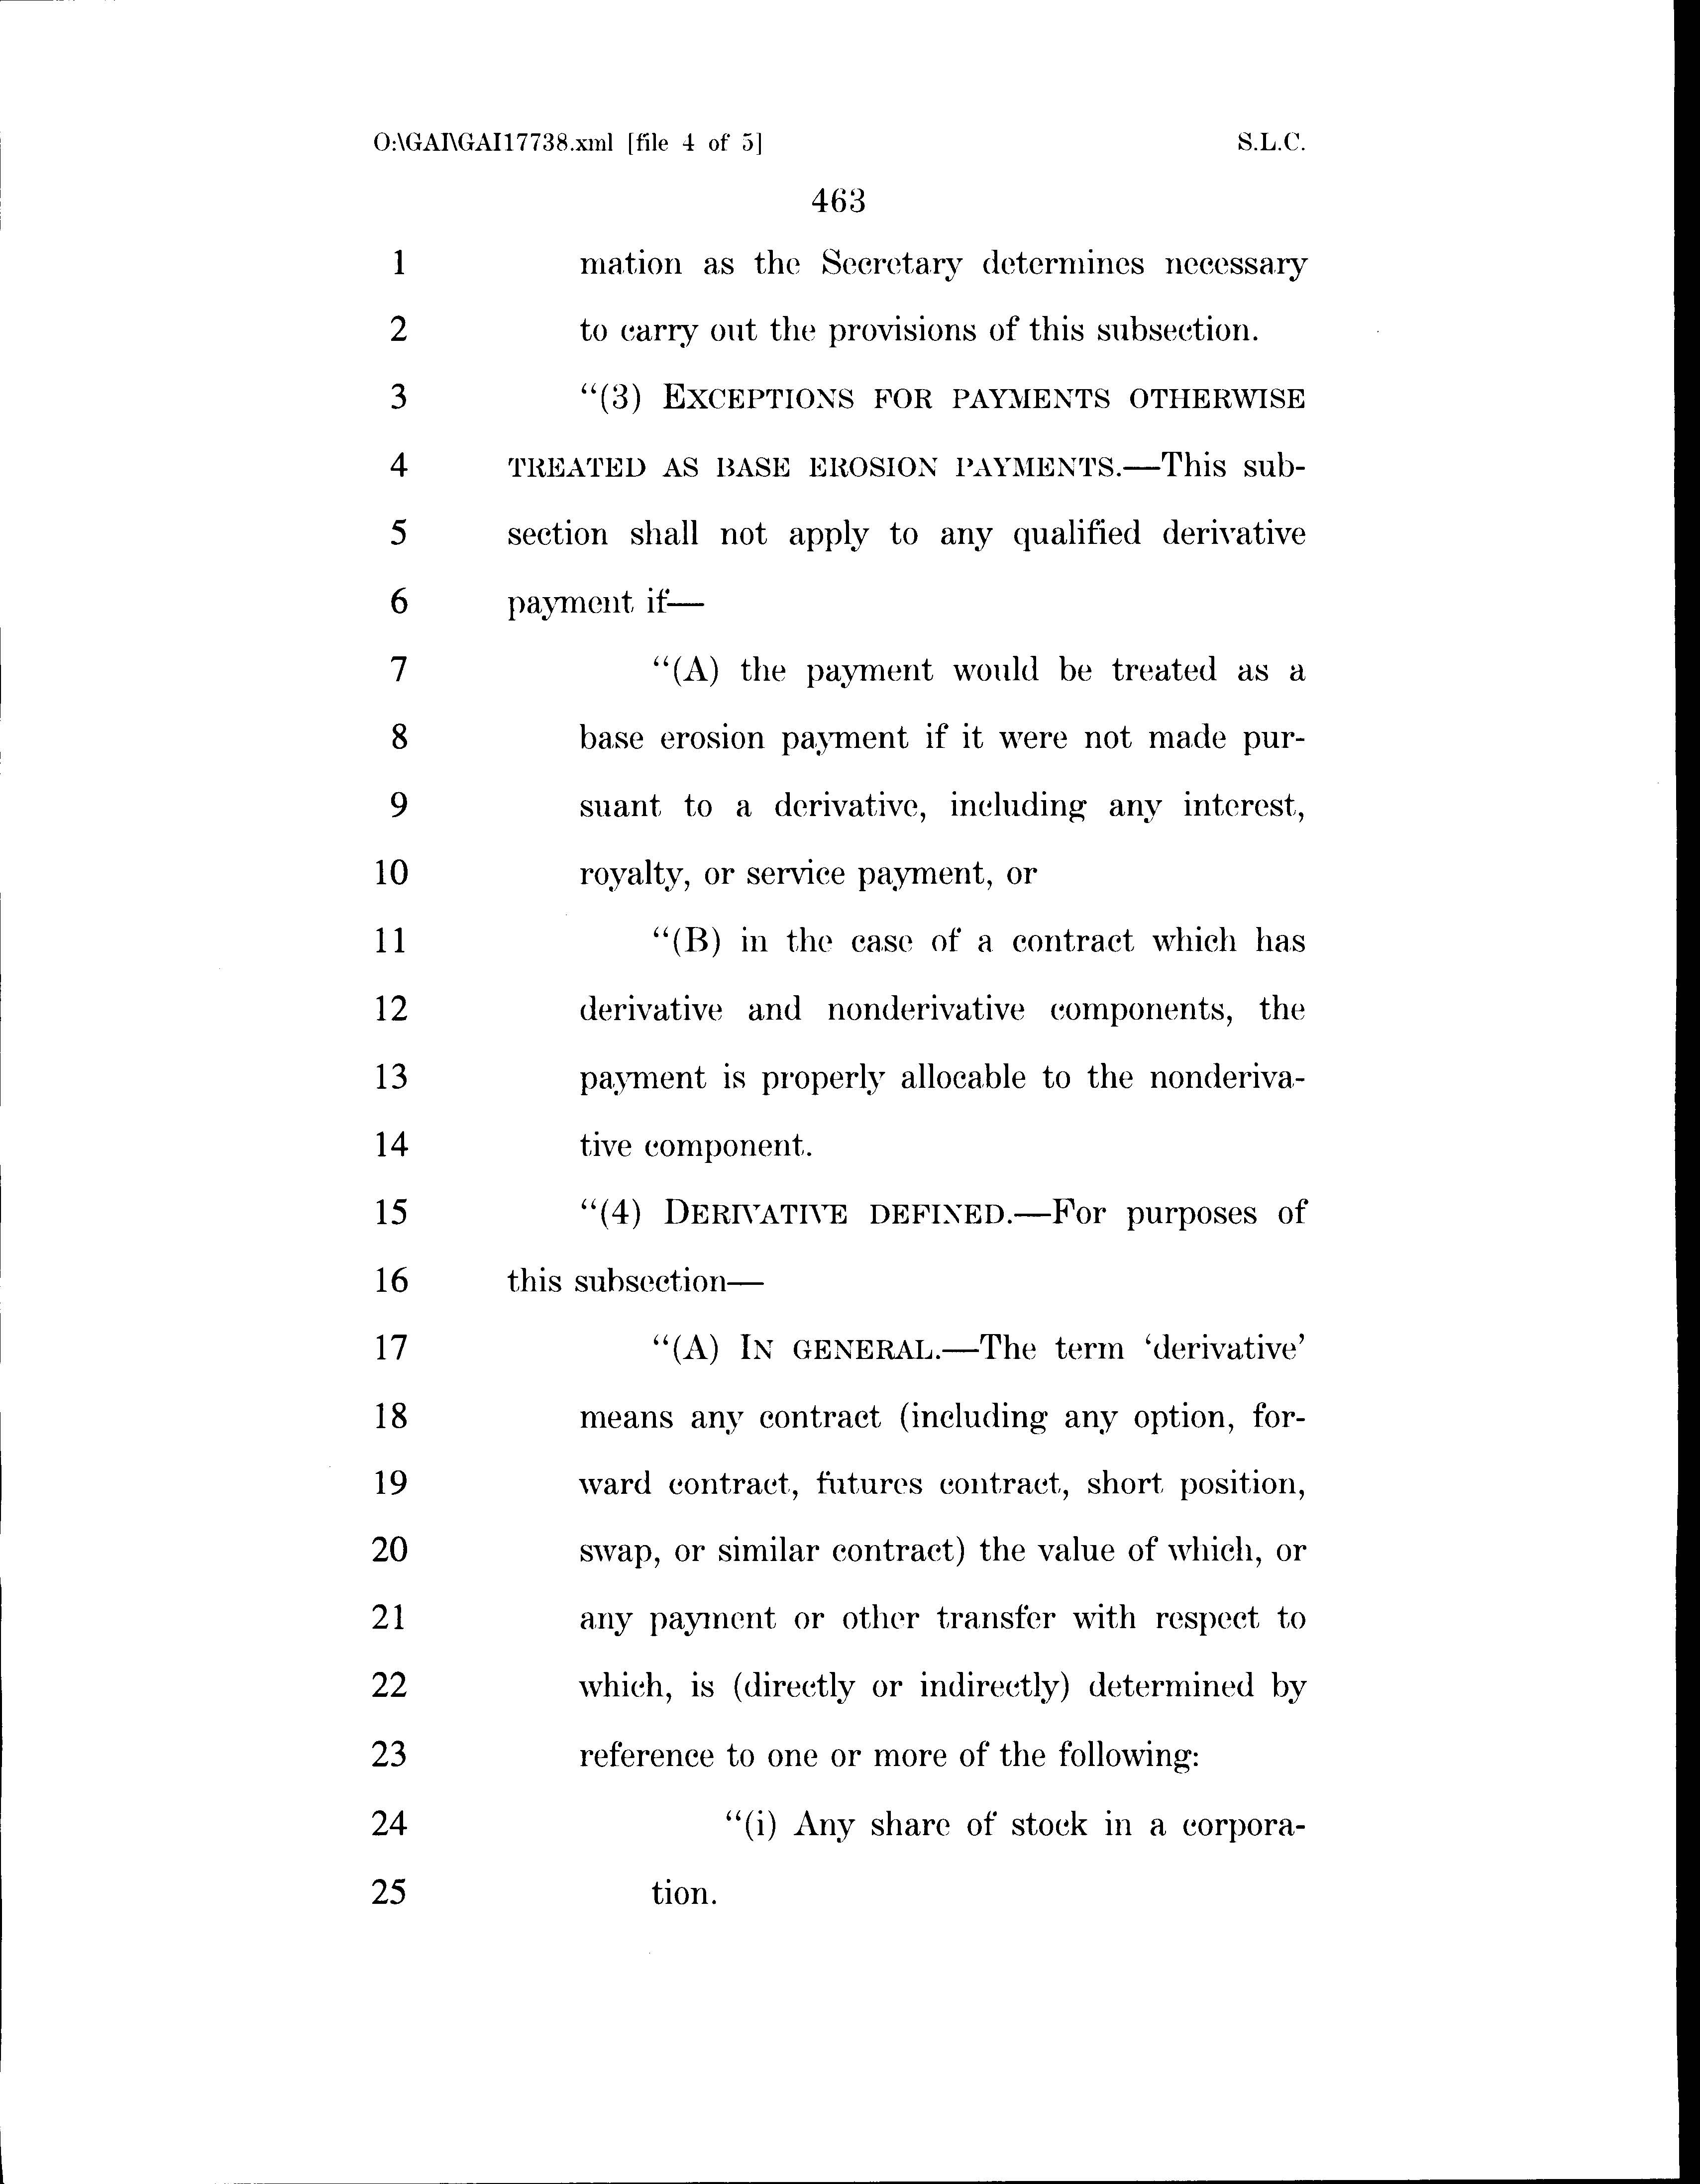 O:\GAI\GAI17738.xml [file 4 of 5] S.L.C.
463
1 mation as the Secretary determines necessary
2 to carry out the provisions of this subsection.
3 “(3) EXCEPTIONS FOR PAYMENTS OTHERWISE
4 TREATED AS BASE EROSION PAYMENTS.—This sub-
5 section shall not apply to any qualified derivative
6 payment if—
7 “(A) the payment would be treated as a
8 base erosion payment if it were not made pur-
9 suant to a derivative, including any interest,
10 royalty, or service payment, or
11 “(B) in the case of a contract which has
12 derivative and nonderivative components, the
13 payment is properly allocable to the nonderiva-
14 tive component.
15 “(4) DERIVATIVE DEFINED.—For purposes of
16 this subsection—
17 “(A) IN GENERAL.—The term ‘derivative’
18 means any contract (including any option, for-
19 ward contract, futures contract, short position,
20 swap, or similar contract) the value of which, or
21 any payment or other transfer with respect to
22 which, is (directly or indirectly) determined by
23 reference to one or more of the following:
24 “(i) Any share of stock in a corpora-
25 tion.